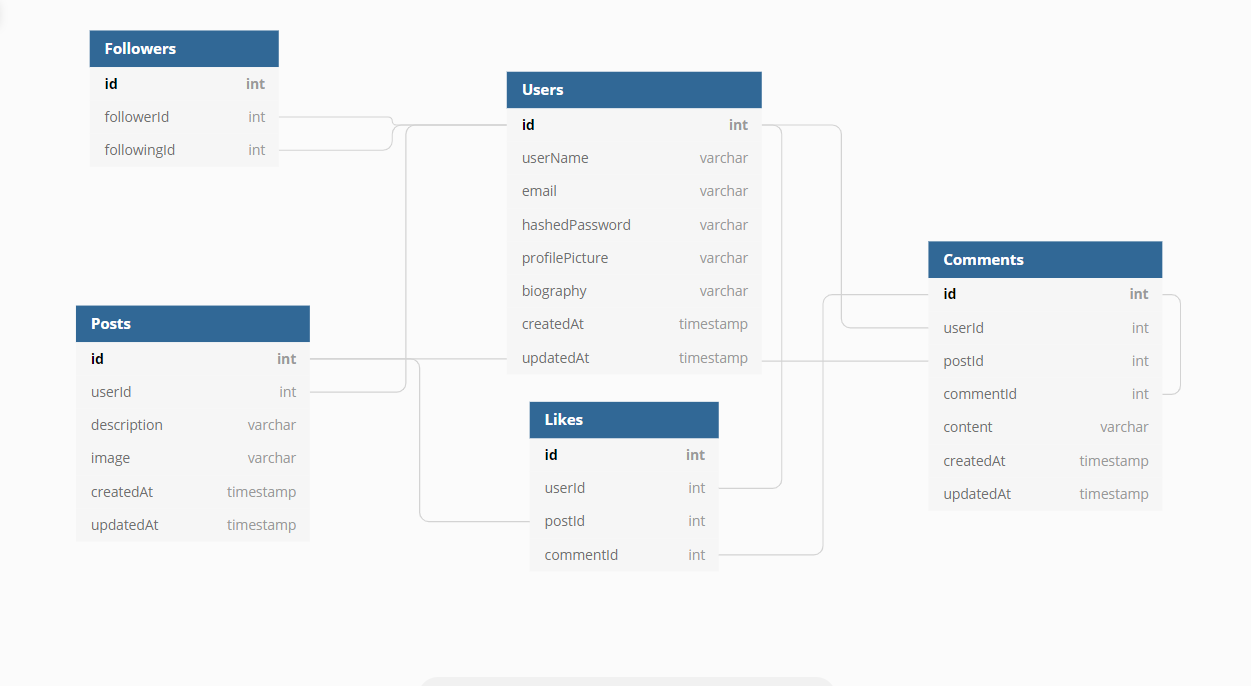 Followers
id int
followerId int
followingId int
Users
id int
userName varchar
email varchar
hashedPassword varchar
profilePicture varchar
biography varchar
createdAt timestamp
updatedAt timestamp
Comments
id int
userId int
postId int
commentId int
content varchar
createdAt timestamp
updatedAt timestamp
Posts
id int
userId int
description varchar
image varchar
createdAt timestamp
updatedAt timestamp
Likes
id int
userId int
postId int
commentId int